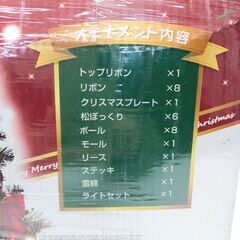 オーナメント内容
トップリボン ×1
リボン ×8
クリスマスプレート ×1
松ぼっくり ×6
ボール ×8
モール ×1
リース ×1
ステッキ ×1
雪綿 ×1
ライトセット ×1
Merry
Christmas